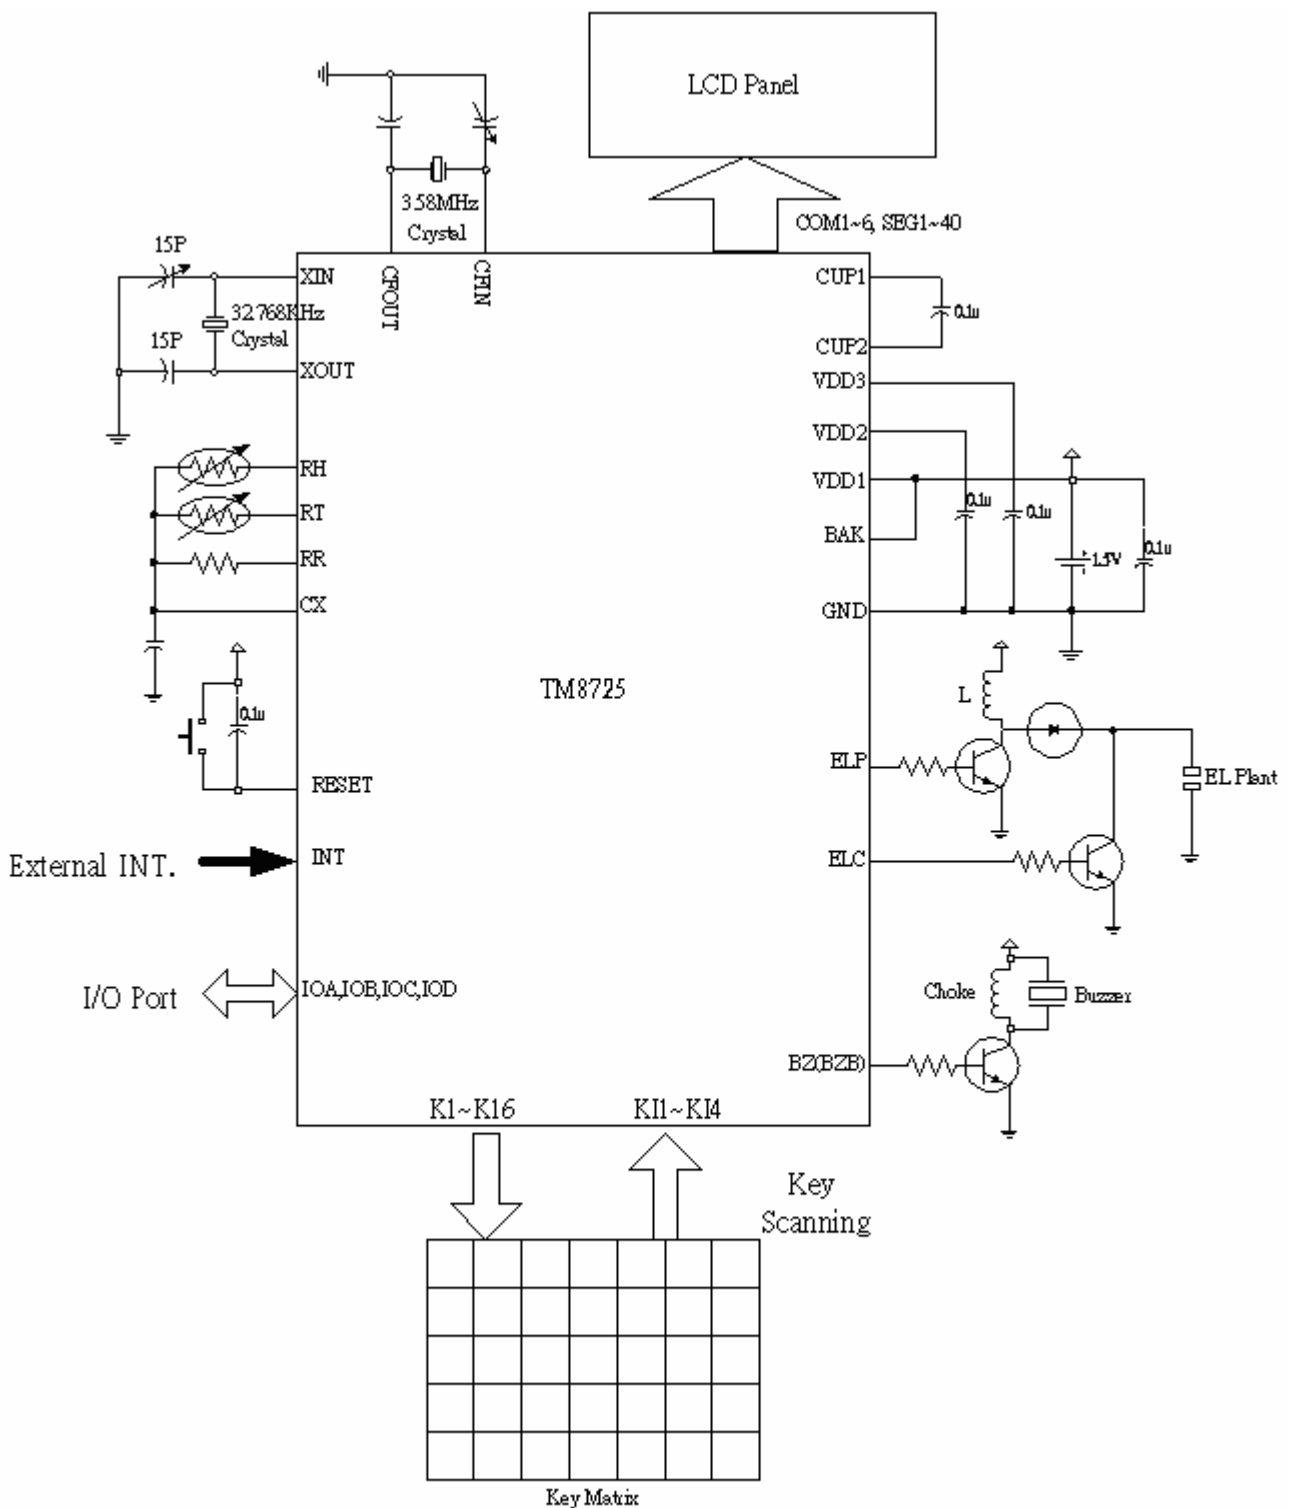 LCD Panel
3.58MHz
Crystal
COM1~6, SEG1~40
15P
XIN
CFOUT
CFIN
CUP1
32.768KHz
Crystal
0.1u
15P
XOUT
CUP2
VDD3
VDD2
RH
VDD1
RT
0.1u
0.1u
BAK
RR
1.5V
0.1u
CX
GND
TM8725
L
0.1u
ELP
RESET
EL Plant
External INT.
INT
ELC
I/O Port
IOA,IOB,IOC,IOD
Choke
Buzzer
BZ(BZB)
K1~K16
KI1~KI4
Key
Scanning
Key Matrix